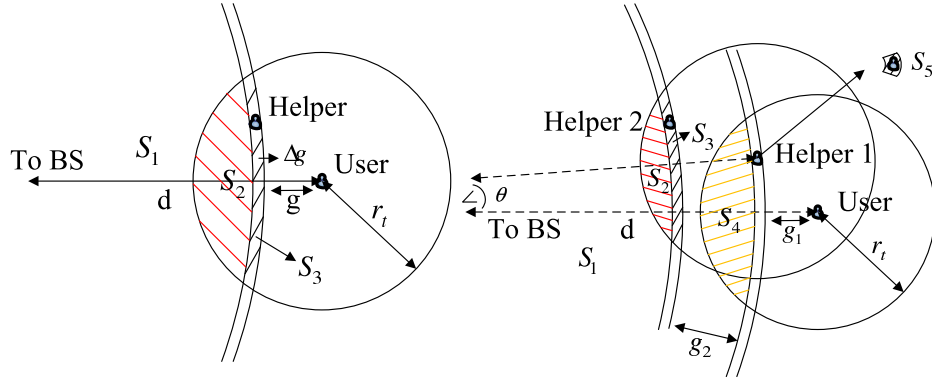 Helper
S₁
Δg
User
To BS
S₂
g
d
rₜ
S₃
S₅
Helper 2
S₃
Helper 1
S₂
θ
User
S₄
To BS
d
g₁
rₜ
S₁
g₂